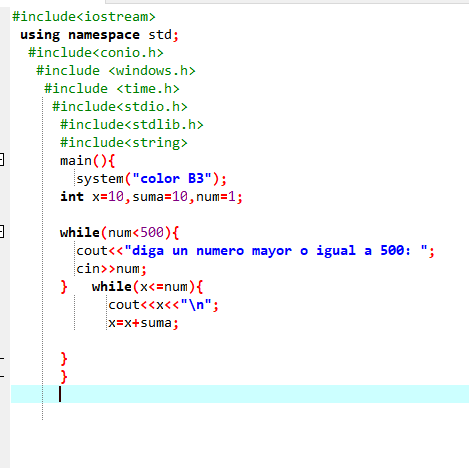 #include<iostream>
using namespace std;
#include<conio.h>
#include <windows.h>
#include <time.h>
#include<stdio.h>
#include<stdlib.h>
#include<string>
main(){
system("color B3");
int x=10,suma=10,num=1;
while(num<500){
cout<<"diga un numero mayor o igual a 500: ";
cin>>num;
} while(x<=num){
cout<<x<<"\n";
x=x+suma;
}
}